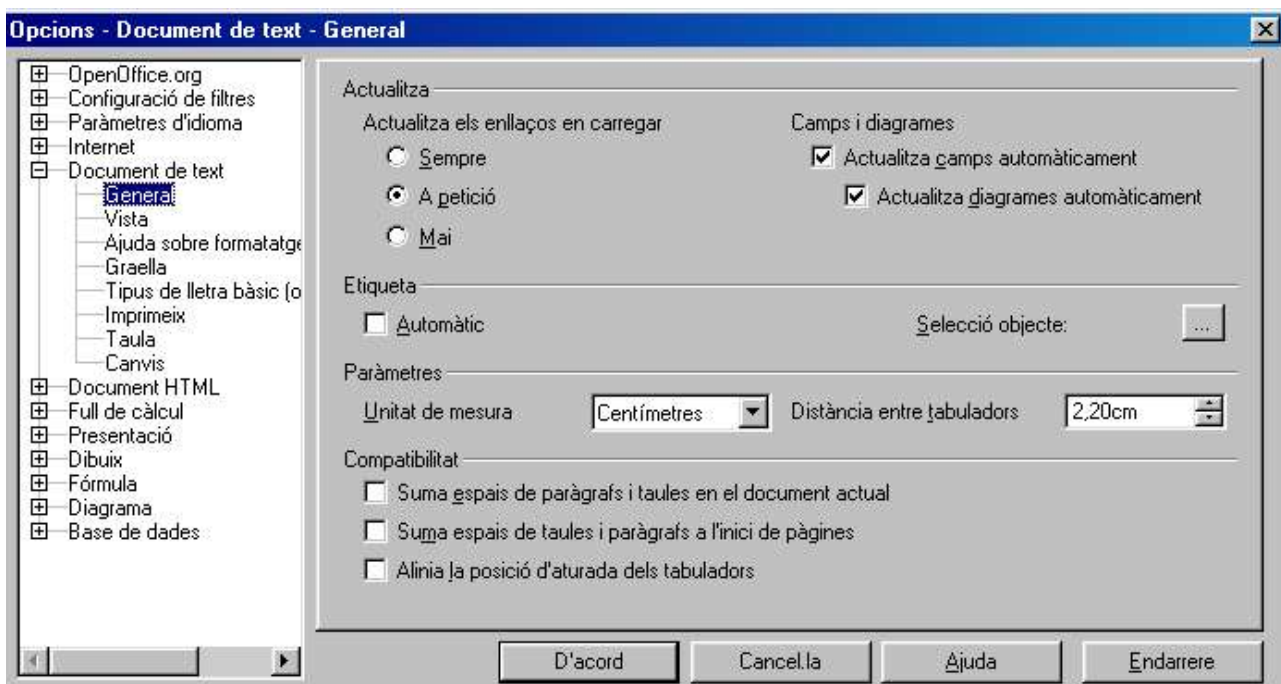 Opcions - Document de text - General
OpenOffice.org
Configuració de filtres
Paràmetres d'idioma
Internet
Document de text
General
Vista
Ajuda sobre formatatge
Graella
Tipus de lletra bàsic (o
Imprimeix
Taula
Canvis
Document HTML
Full de càlcul
Presentació
Dibuix
Fórmula
Diagrama
Base de dades
Actualitza
Actualitza els enllaços en carregar
Sempre
A petició
Mai
Camps i diagrames
Actualitza camps automàticament
Actualitza diagrames automàticament
Etiqueta
Automàtic
Selecció objecte:
...
Paràmetres
Unitat de mesura
Centímetres
Distància entre tabuladors
2,20cm
Compatibilitat
Suma espais de paràgrafs i taules en el document actual
Suma espais de taules i paràgrafs a l'inici de pàgines
Alinia la posició d'aturada dels tabuladors
D'acord
Cancel.la
Ajuda
Endarrere